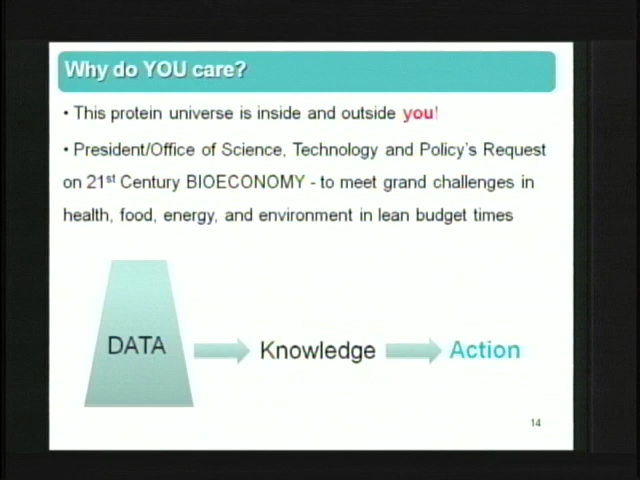 Why do YOU care?
• This protein universe is inside and outside you!
• President/Office of Science, Technology and Policy's Request
on 21st Century BIOECONOMY - to meet grand challenges in
health, food, energy, and environment in lean budget times
DATA
Knowledge
Action
14